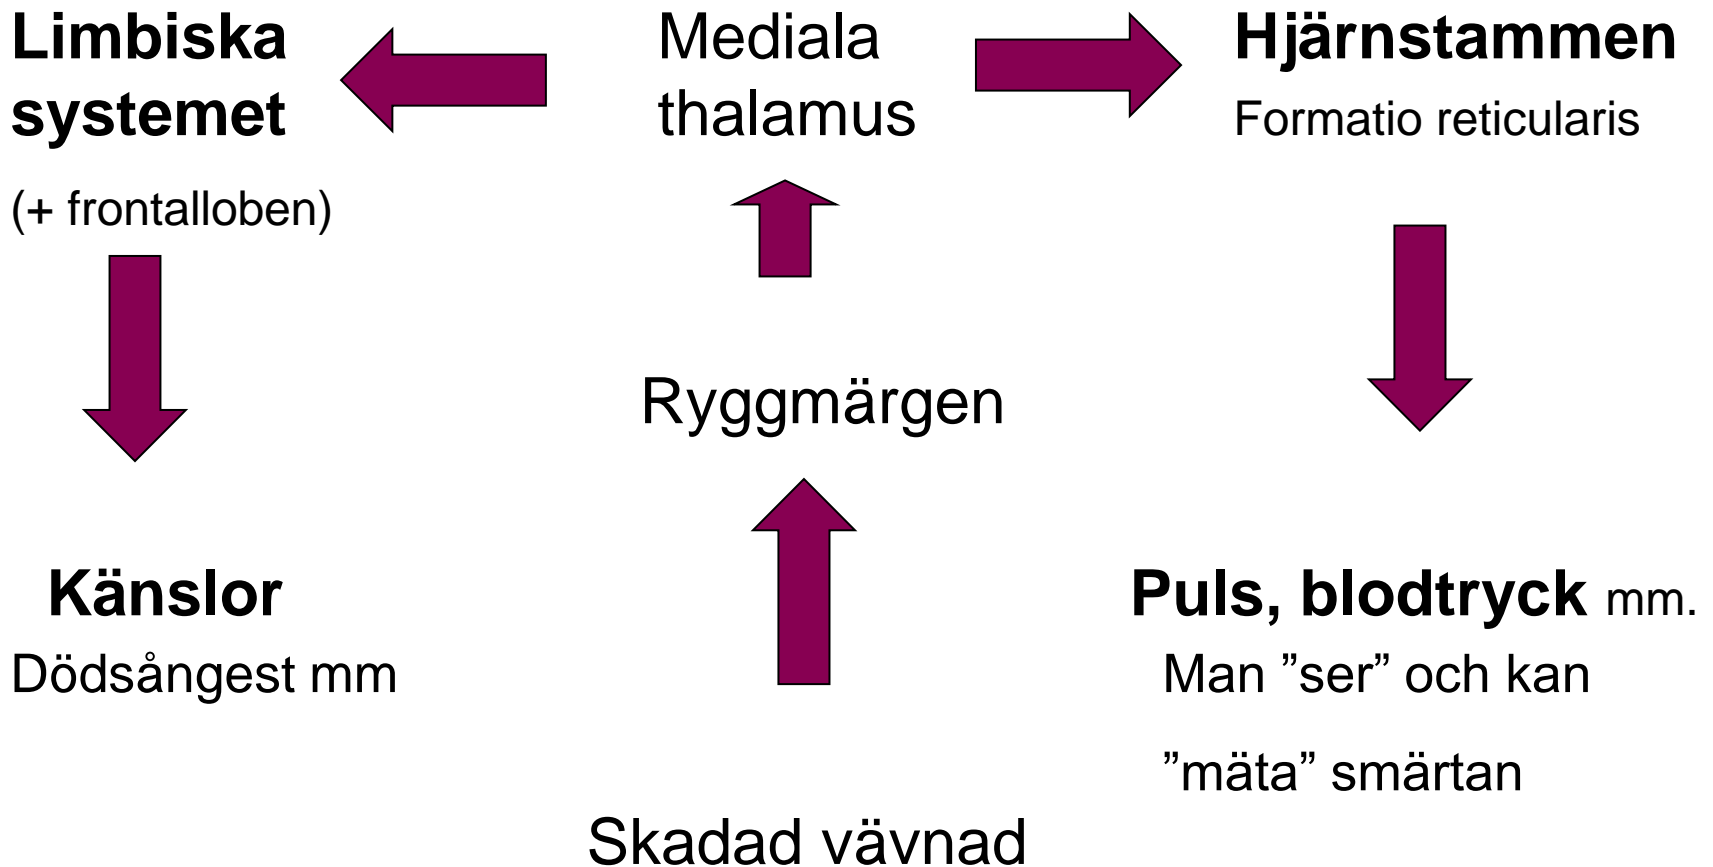 Limbiska
systemet
(+ frontalloben)
Mediala
thalamus
Hjärnstammen
Formatio reticularis
Ryggmärgen
Känslor
Dödsångest mm
Puls, blodtryck mm.
Man ”ser” och kan
”mäta” smärtan
Skadad vävnad